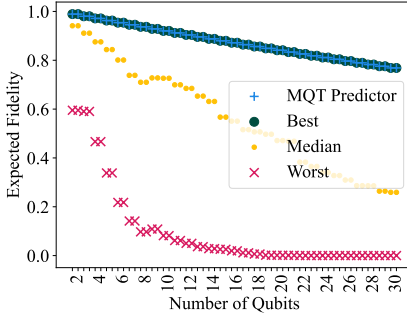 Expected Fidelity
1.0
0.8
0.6
0.4
0.2
0.0
MQT Predictor
Best
Median
Worst
2 4 6 8 10 12 14 16 18 20 22 24 26 28 30
Number of Qubits